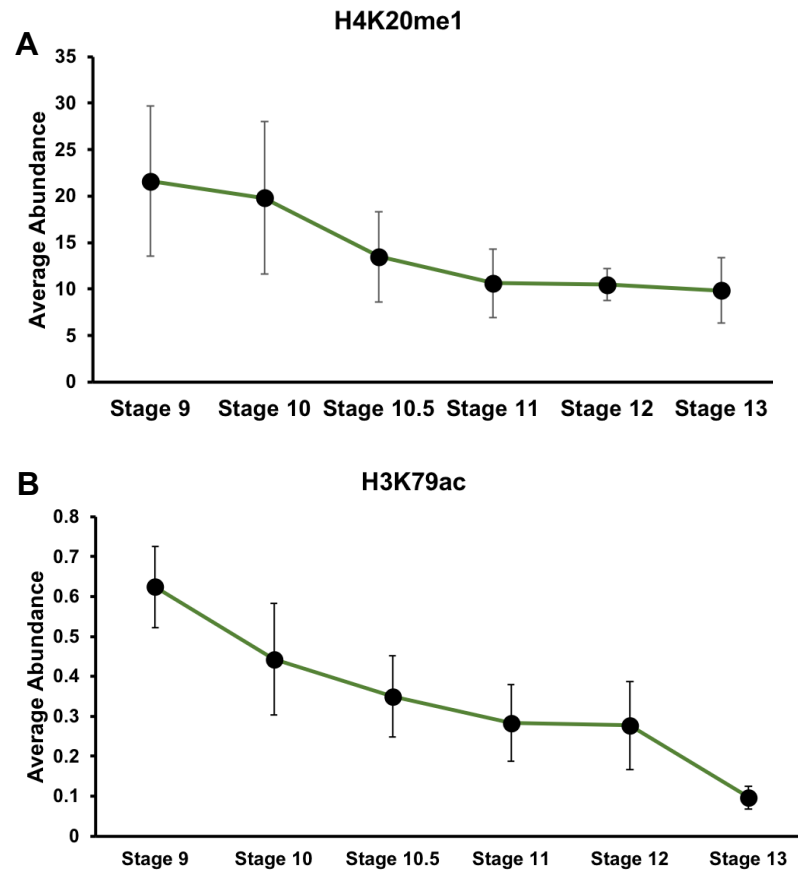 A
H4K20me1
Average Abundance
35
30
25
20
15
10
5
0
Stage 9 Stage 10 Stage 10.5 Stage 11 Stage 12 Stage 13
B
H3K79ac
Average Abundance
0.8
0.7
0.6
0.5
0.4
0.3
0.2
0.1
0
Stage 9 Stage 10 Stage 10.5 Stage 11 Stage 12 Stage 13